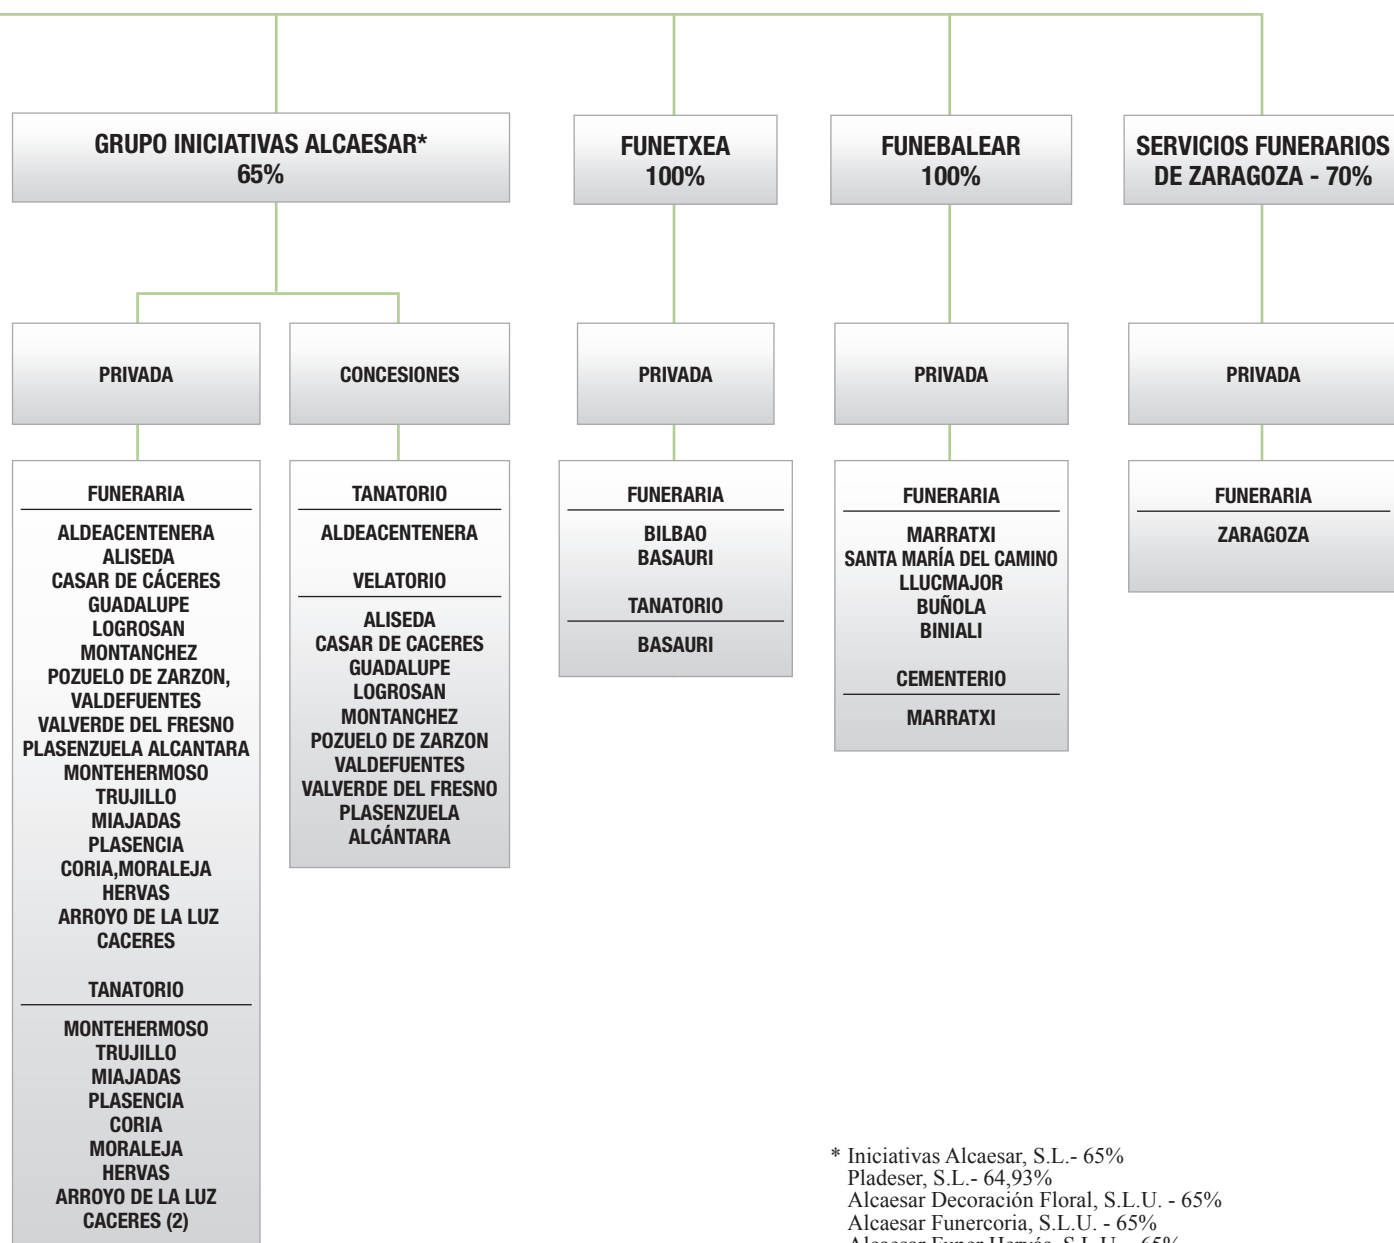 GRUPO INICIATIVAS ALCAESAR*
65%
FUNETXEA
100%
FUNEBALEAR
100%
SERVICIOS FUNERARIOS
DE ZARAGOZA - 70%
PRIVADA
CONCESIONES
PRIVADA
PRIVADA
PRIVADA
FUNERARIA
ALDEACENTENERA
ALISEDA
CASAR DE CÁCERES
GUADALUPE
LOGROSAN
MONTANCHEZ
POZUELO DE ZARZON,
VALDEFUENTES
VALVERDE DEL FRESNO
PLASENZUELA ALCANTARA
MONTEHERMOSO
TRUJILLO
MIAJADAS
PLASENCIA
CORIA,MORALEJA
HERVAS
ARROYO DE LA LUZ
CACERES
TANATORIO
MONTEHERMOSO
TRUJILLO
MIAJADAS
PLASENCIA
CORIA
MORALEJA
HERVAS
ARROYO DE LA LUZ
CACERES (2)
TANATORIO
ALDEACENTENERA
VELATORIO
ALISEDA
CASAR DE CACERES
GUADALUPE
LOGROSAN
MONTANCHEZ
POZUELO DE ZARZON
VALDEFUENTES
VALVERDE DEL FRESNO
PLASENZUELA
ALCÁNTARA
FUNERARIA
BILBAO
BASAURI
TANATORIO
BASAURI
FUNERARIA
MARRATXI
SANTA MARÍA DEL CAMINO
LLUCMAJOR
BUÑOLA
BINIALI
CEMENTERIO
MARRATXI
FUNERARIA
ZARAGOZA
* Iniciativas Alcaesar, S.L.- 65%
Pladeser, S.L.- 64,93%
Alcaesar Decoración Floral, S.L.U. - 65%
Alcaesar Funercoria, S.L.U. - 65%
Alcaesar Funer Hervás, S.L.U. - 65%